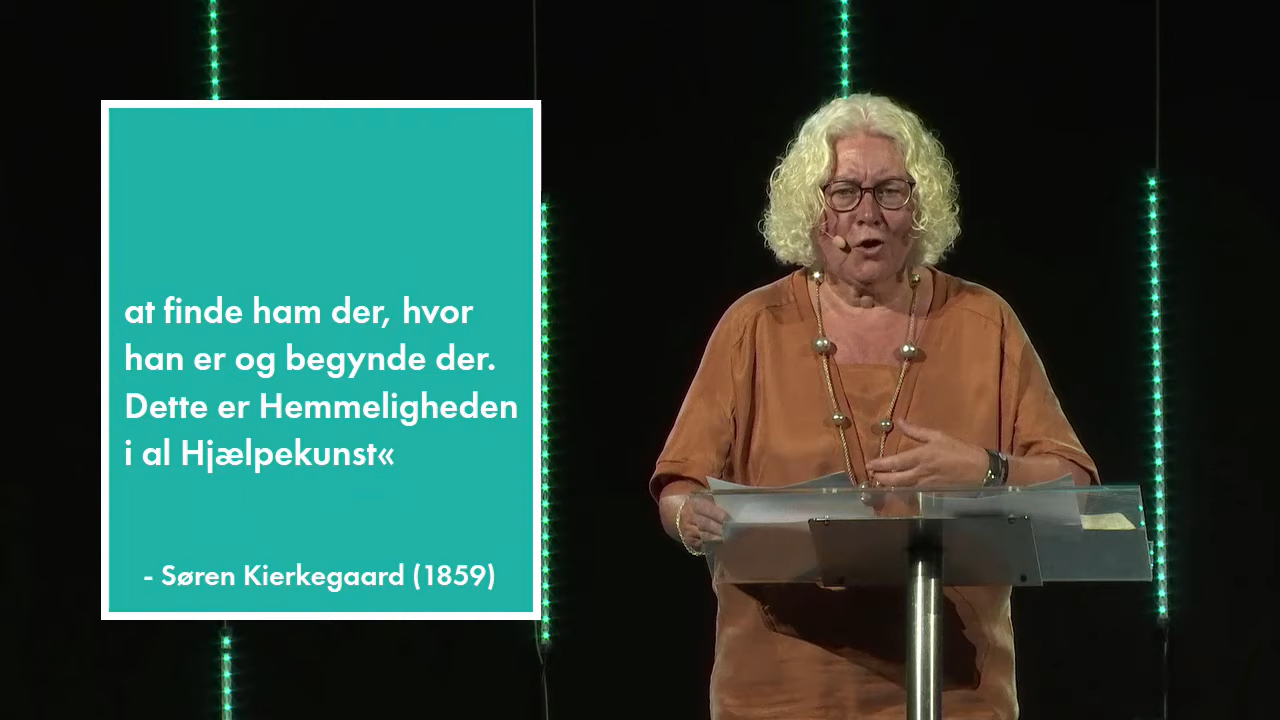 at finde ham der, hvor
han er og begynde der.
Dette er Hemmeligheden
i al Hjælpekunst«
- Søren Kierkegaard (1859)